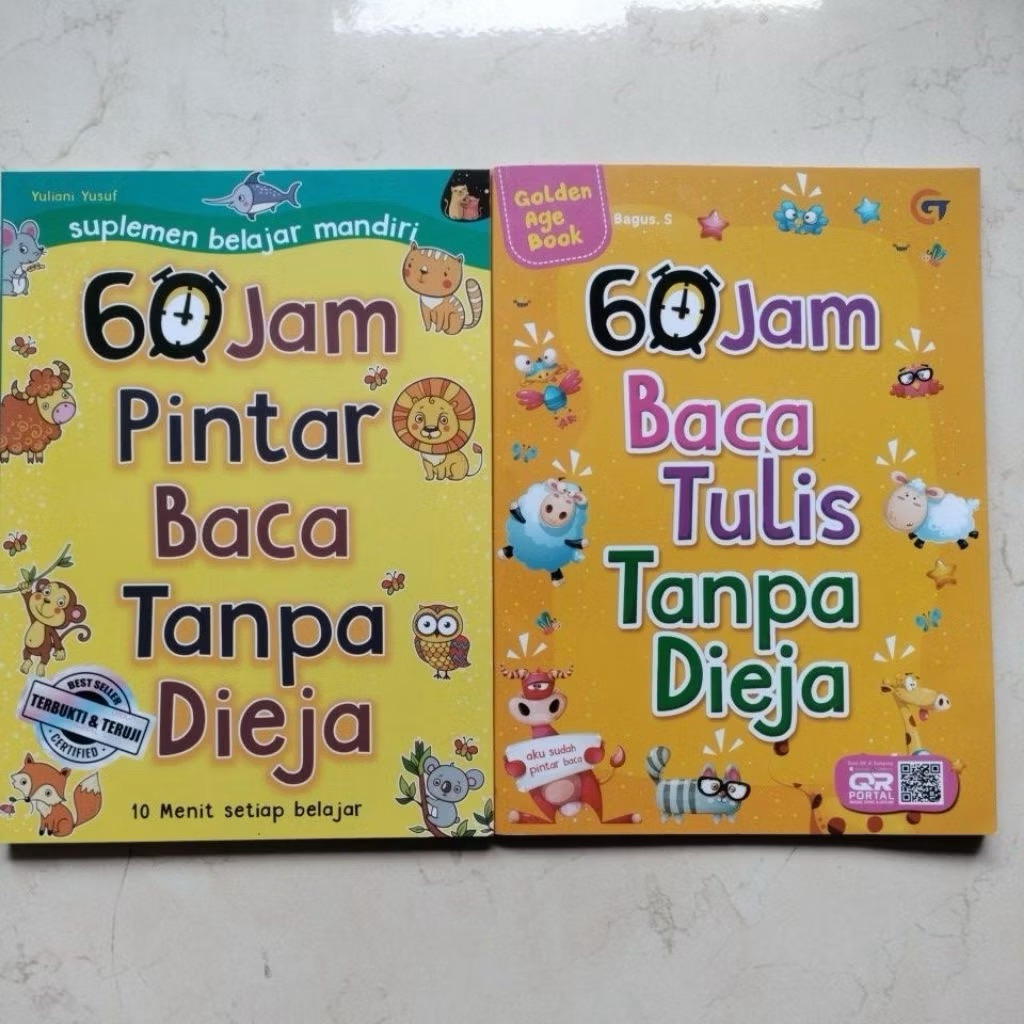 Yuliani Yusuf
suplemen belajar mandiri
60 Jam
Pintar
Baca
Tanpa
Dieja
BEST SELLER
TERBUKTI & TERUJI
CERTIFIED
10 Menit setiap belajar
Golden
Age
Book
Bagus. S
60 Jam
Baca
Tulis
Tanpa
Dieja
aku sudah
pintar baca
QR
PORTAL